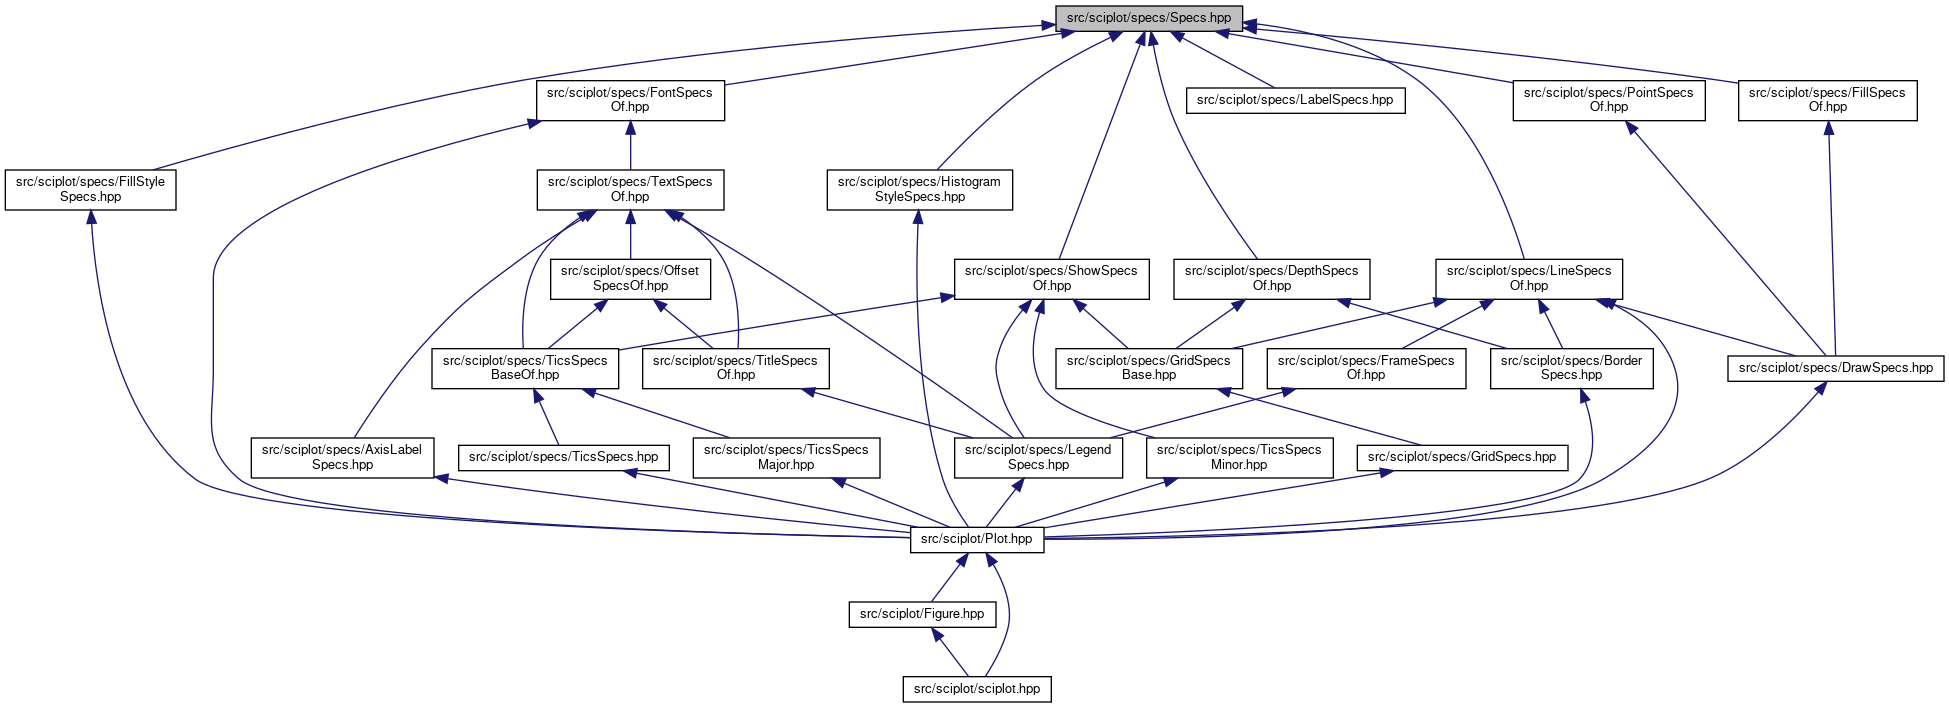 src/sciplot/specs/Specs.hpp
src/sciplot/specs/FontSpecs
Of.hpp
src/sciplot/specs/LabelSpecs.hpp
src/sciplot/specs/PointSpecs
Of.hpp
src/sciplot/specs/FillSpecs
Of.hpp
src/sciplot/specs/FillStyle
Specs.hpp
src/sciplot/specs/TextSpecs
Of.hpp
src/sciplot/specs/Histogram
StyleSpecs.hpp
src/sciplot/specs/Offset
SpecsOf.hpp
src/sciplot/specs/ShowSpecs
Of.hpp
src/sciplot/specs/DepthSpecs
Of.hpp
src/sciplot/specs/LineSpecs
Of.hpp
src/sciplot/specs/TicsSpecs
BaseOf.hpp
src/sciplot/specs/TitleSpecs
Of.hpp
src/sciplot/specs/GridSpecs
Base.hpp
src/sciplot/specs/FrameSpecs
Of.hpp
src/sciplot/specs/Border
Specs.hpp
src/sciplot/specs/DrawSpecs.hpp
src/sciplot/specs/AxisLabel
Specs.hpp
src/sciplot/specs/TicsSpecs.hpp
src/sciplot/specs/TicsSpecs
Major.hpp
src/sciplot/specs/Legend
Specs.hpp
src/sciplot/specs/TicsSpecs
Minor.hpp
src/sciplot/specs/GridSpecs.hpp
src/sciplot/Plot.hpp
src/sciplot/Figure.hpp
src/sciplot/sciplot.hpp